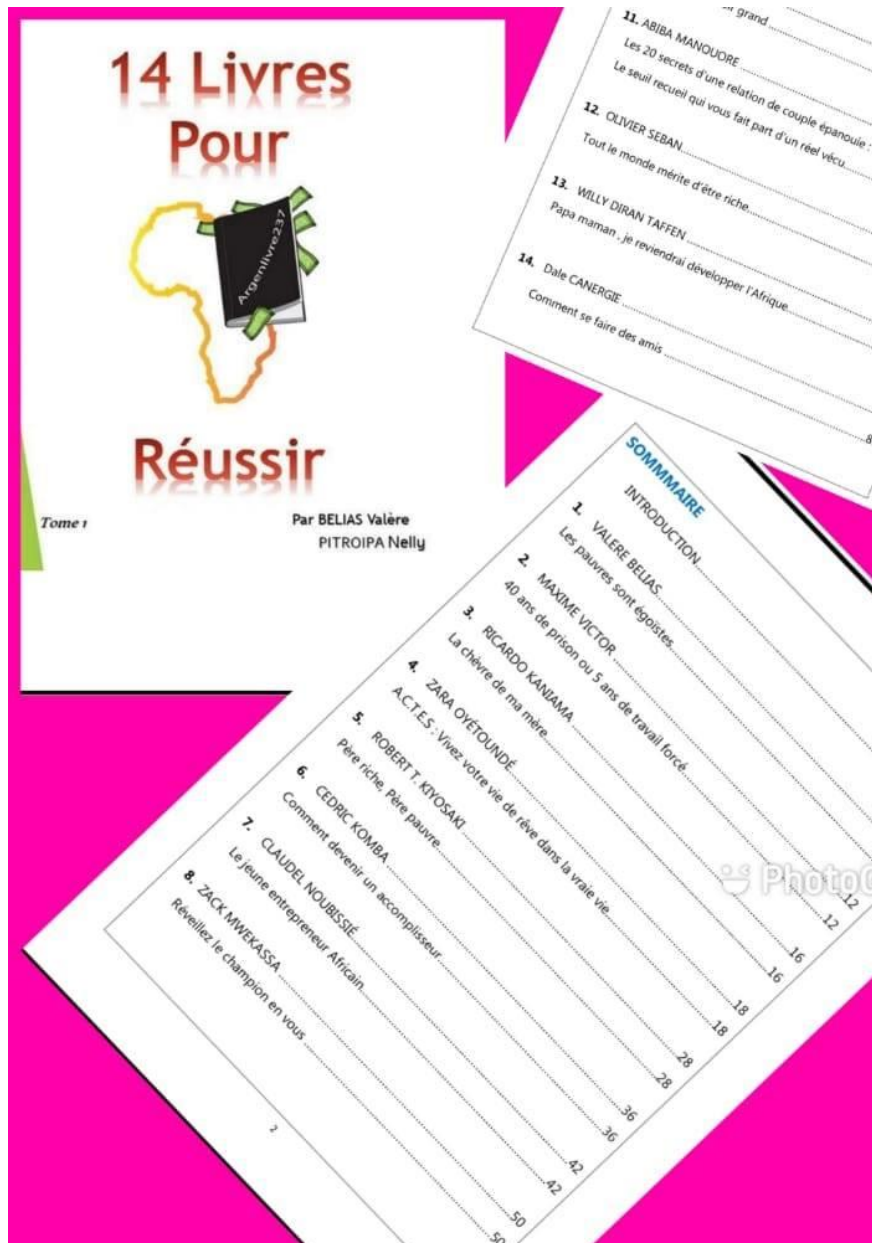 14 Livres
Pour
Argenlivre237
Réussir
Tome 1
Par BELIAS Valère
PITROIPA Nelly
grand
11. ABIBA MANOUORE
Les 20 secrets d'une relation de couple épanouie :
Le seuil recueil qui vous fait part d'un réel vécu
12. OLIVIER SEBAN
Tout le monde mérite d'être riche
13. WILLY DIRAN TAFFEN
Papa maman , je reviendrai développer l'Afrique
14. Dale CANERGIE
Comment se faire des amis ........8
SOMMMAIRE
INTRODUCTION
1. VALERE BELIAS
Les pauvres sont égoïstes
2. MAXIME VICTOR ........12
40 ans de prison ou 5 ans de travail forcé ........12
3. RICARDO KANIAMA ........16
La chèvre de ma mère ........16
4. ZARA OYÉTOUNDÉ ........18
A.C.T.E.S : Vivez votre vie de rêve dans la vraie vie ........18
5. ROBERT T. KIYOSAKI ........28
Père riche, Père pauvre ........28
6. CEDRIC KOMBA ........36
Comment devenir un accomplisseur ........36
7. CLAUDEL NOUBISSIÉ ........42
Le jeune entrepreneur Africain ........42
8. ZACK MWEKASSA ........50
Réveillez le champion en vous ........50
2
PhotoG